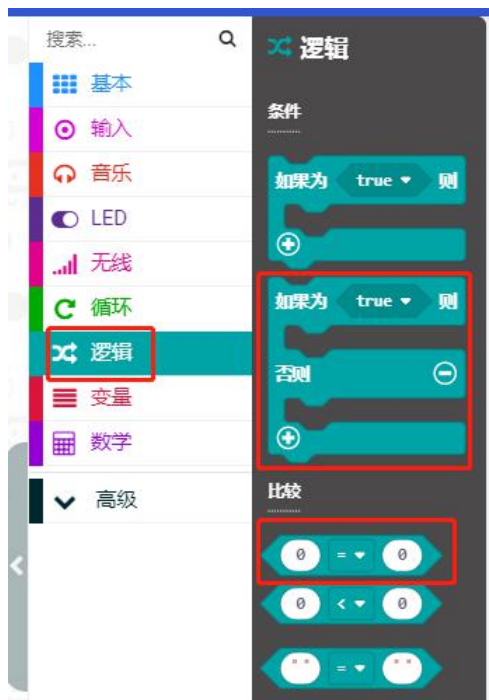 搜索...
基本
输入
音乐
LED
无线
循环
逻辑
变量
数学
高级
逻辑
条件
如果为 true 则
如果为 true 则
否则
比较
0 = 0
0 < 0
" " = " "